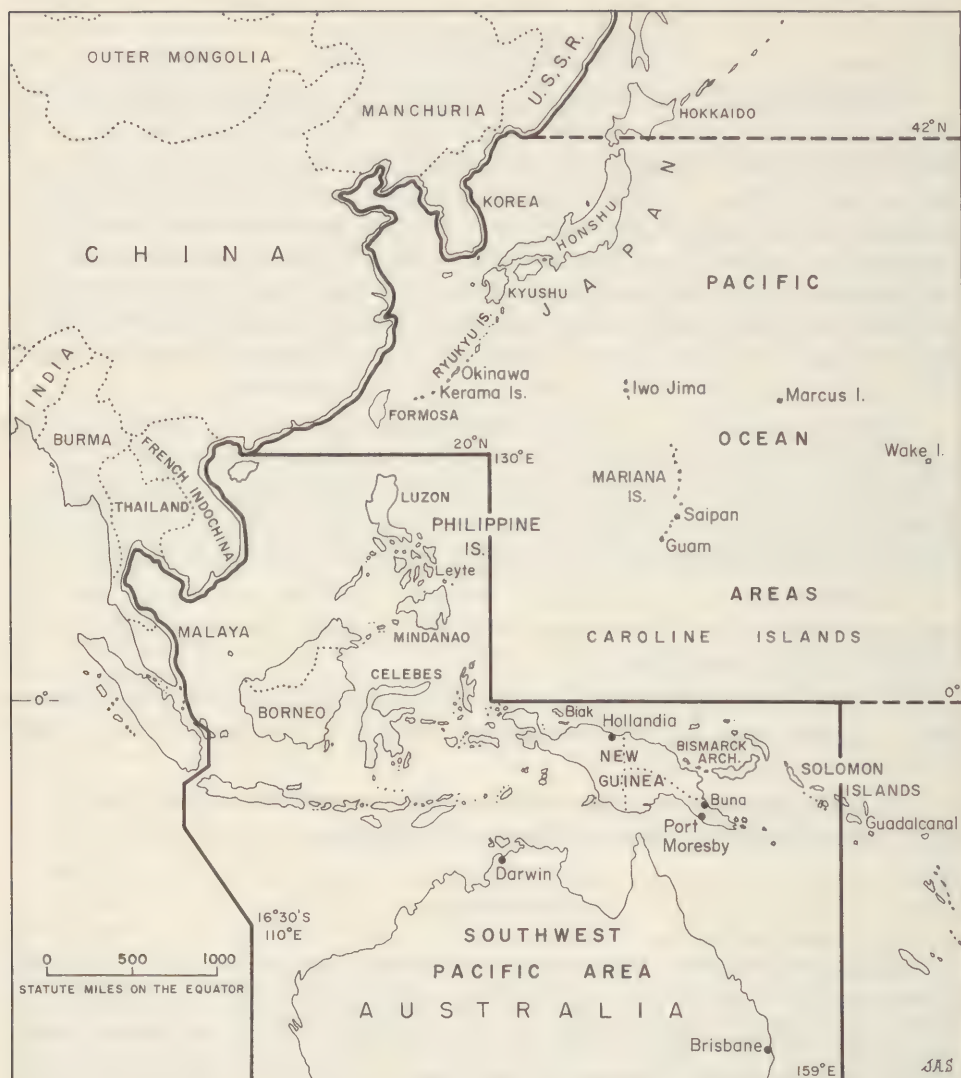 OUTER MONGOLIA
U.S.S.R.
MANCHURIA
HOKKAIDO
42°N
KOREA
JAPAN
HONSHU
CHINA
KYUSHU
PACIFIC
RYUKYU IS.
INDIA
Okinawa
Kerama Is.
Iwo Jima
Marcus I.
FORMOSA
BURMA
FRENCH INDOCHINA
20°N
130°E
OCEAN
Wake I.
MARIANA
IS.
LUZON
THAILAND
PHILIPPINE
IS.
Saipan
Guam
Leyte
AREAS
MALAYA
MINDANAO
CAROLINE ISLANDS
CELEBES
0°
0°
BORNEO
Biak
Hollandia
NEW
GUINEA
BISMARCK
ARCH.
SOLOMON
ISLANDS
Buna
Port
Moresby
Guadalcanal
Darwin
16°30'S
110°E
SOUTHWEST
PACIFIC AREA
0 500 1000
STATUTE MILES ON THE EQUATOR
AUSTRALIA
Brisbane
159°E
JAS